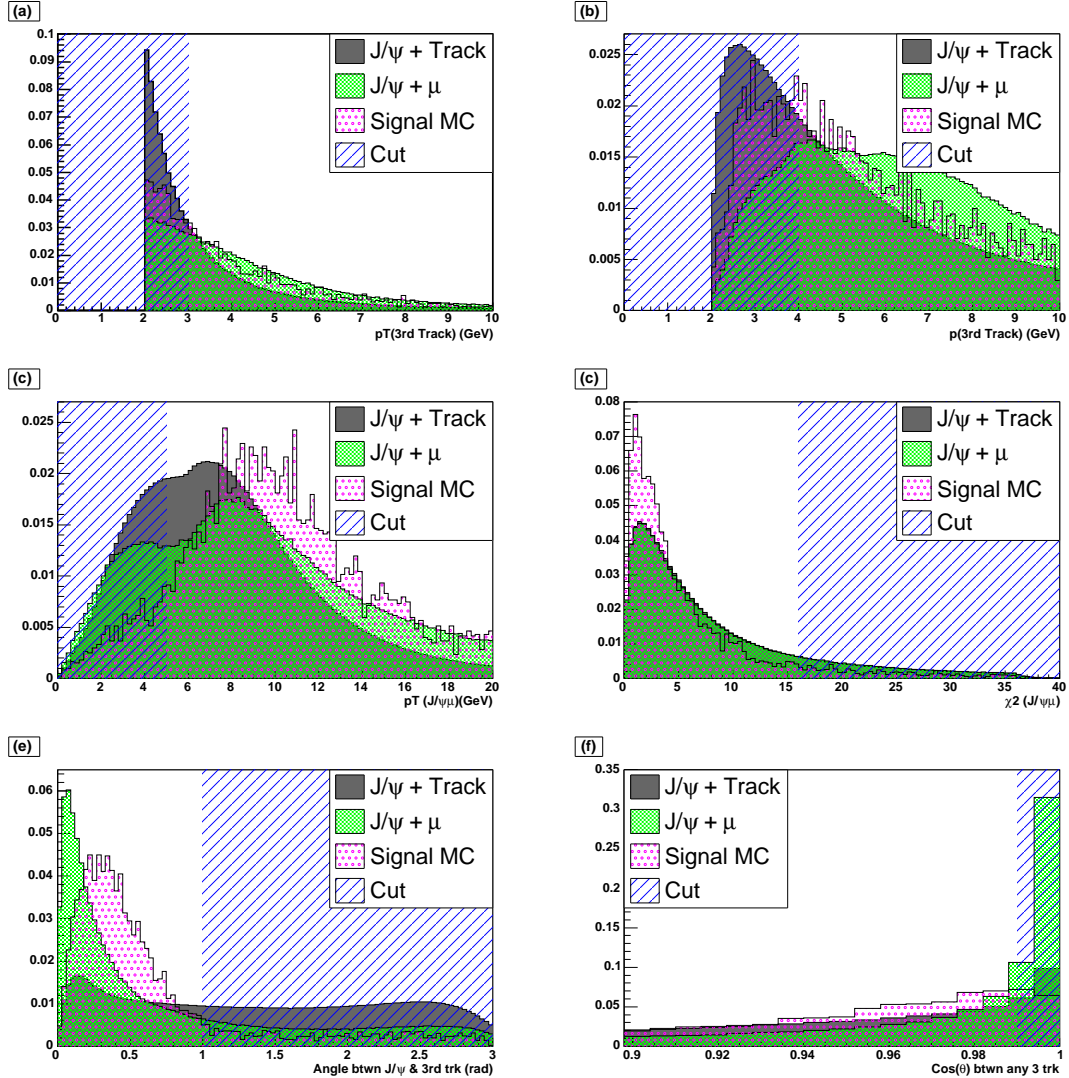 (a)
0.1
0.09
0.08
0.07
0.06
0.05
0.04
0.03
0.02
0.01
0
0 1 2 3 4 5 6 7 8 9 10
pT(3rd Track) (GeV)
J/ψ + Track
J/ψ + μ
Signal MC
Cut
(b)
0.025
0.02
0.015
0.01
0.005
0
0 1 2 3 4 5 6 7 8 9 10
p(3rd Track) (GeV)
J/ψ + Track
J/ψ + μ
Signal MC
Cut
(c)
0.025
0.02
0.015
0.01
0.005
0
0 2 4 6 8 10 12 14 16 18 20
pT (J/ψμ)(GeV)
J/ψ + Track
J/ψ + μ
Signal MC
Cut
(c)
0.08
0.07
0.06
0.05
0.04
0.03
0.02
0.01
0
0 5 10 15 20 25 30 35 40
χ2 (J/ψμ)
J/ψ + Track
J/ψ + μ
Signal MC
Cut
(e)
0.06
0.05
0.04
0.03
0.02
0.01
0
0 0.5 1 1.5 2 2.5 3
Angle btwn J/ψ & 3rd trk (rad)
J/ψ + Track
J/ψ + μ
Signal MC
Cut
(f)
0.35
0.3
0.25
0.2
0.15
0.1
0.05
0
0.9 0.92 0.94 0.96 0.98 1
Cos(θ) btwn any 3 trk
J/ψ + Track
J/ψ + μ
Signal MC
Cut